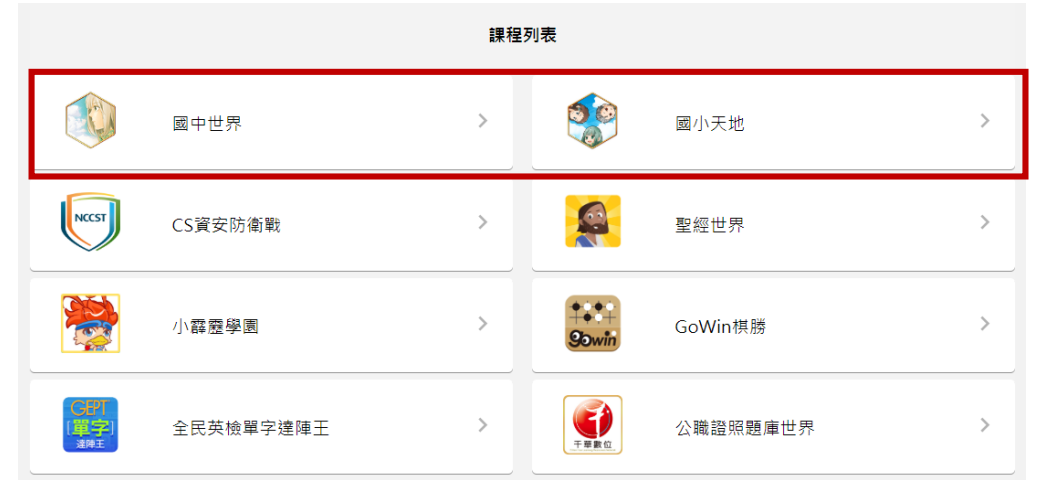 課程列表
國中世界
國小天地
NCCST
CS資安防衛戰
聖經世界
小霹靂學園
gowin
GoWin棋勝
GEPT
[單字]
達陣王
全民英檢單字達陣王
千華數位
公職證照題庫世界